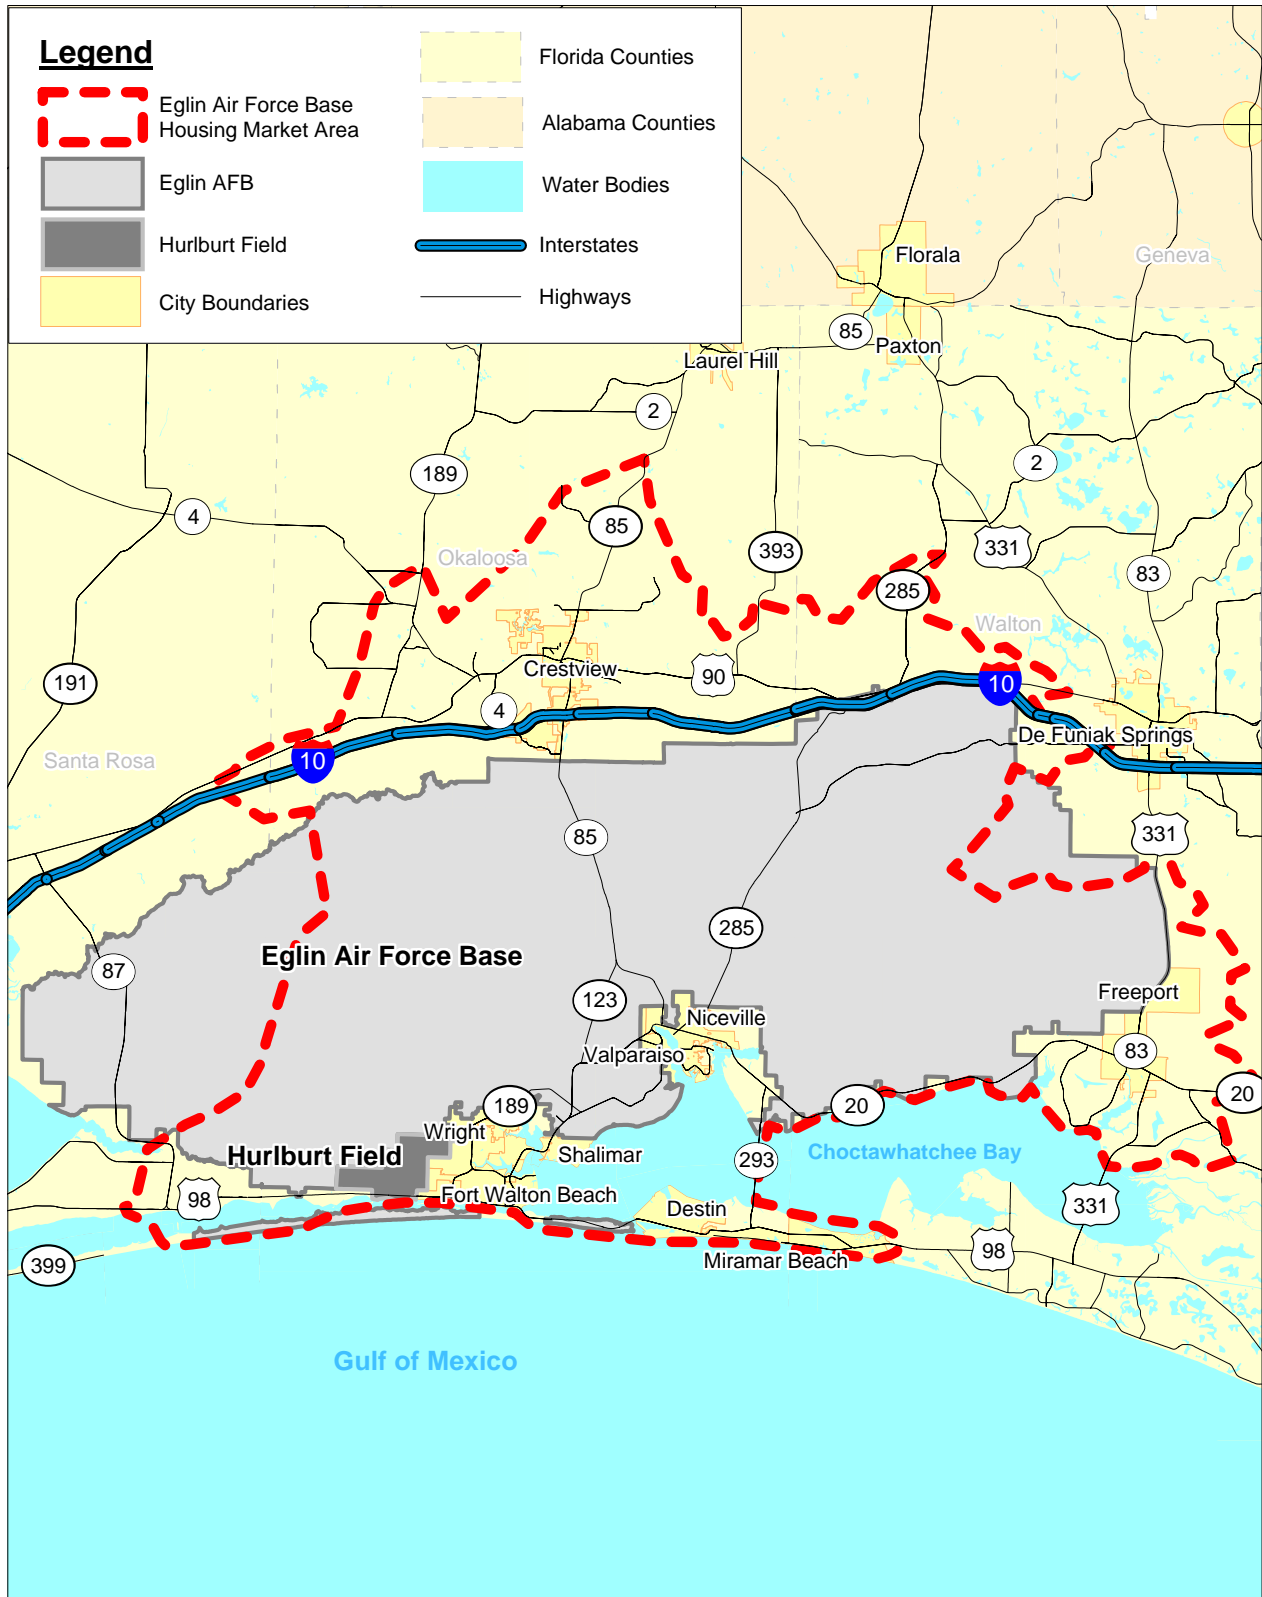 Legend
Eglin Air Force Base
Housing Market Area
Eglin AFB
Hurlburt Field
City Boundaries
Florida Counties
Alabama Counties
Water Bodies
Interstates
Highways
Florala
Geneva
85
Paxton
Laurel Hill
2
2
189
4
85
331
393
Okaloosa
83
285
Walton
Crestview
90
191
10
4
De Funiak Springs
Santa Rosa
10
85
331
285
Eglin Air Force Base
87
Freeport
123
Niceville
83
Valparaiso
189
20
20
Wright
Hurlburt Field
Shalimar
293
Choctawhatchee Bay
98
Fort Walton Beach
Destin
331
98
Miramar Beach
399
Gulf of Mexico